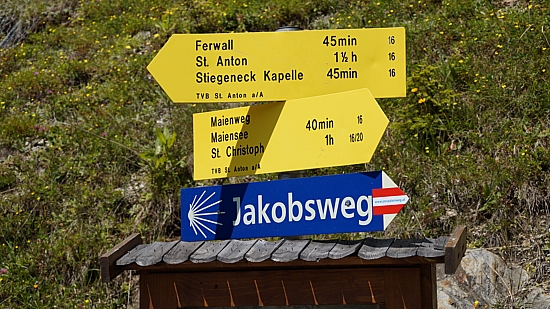 Ferwall 45min 16
St. Anton 1½ h
Stiegeneck Kapelle 45min 16
TVB St. Anton a/A
Maienweg 40min 16
Maiensee
St. Christoph 1h 16/20
TVB St. Anton a/A
Jakobsweg